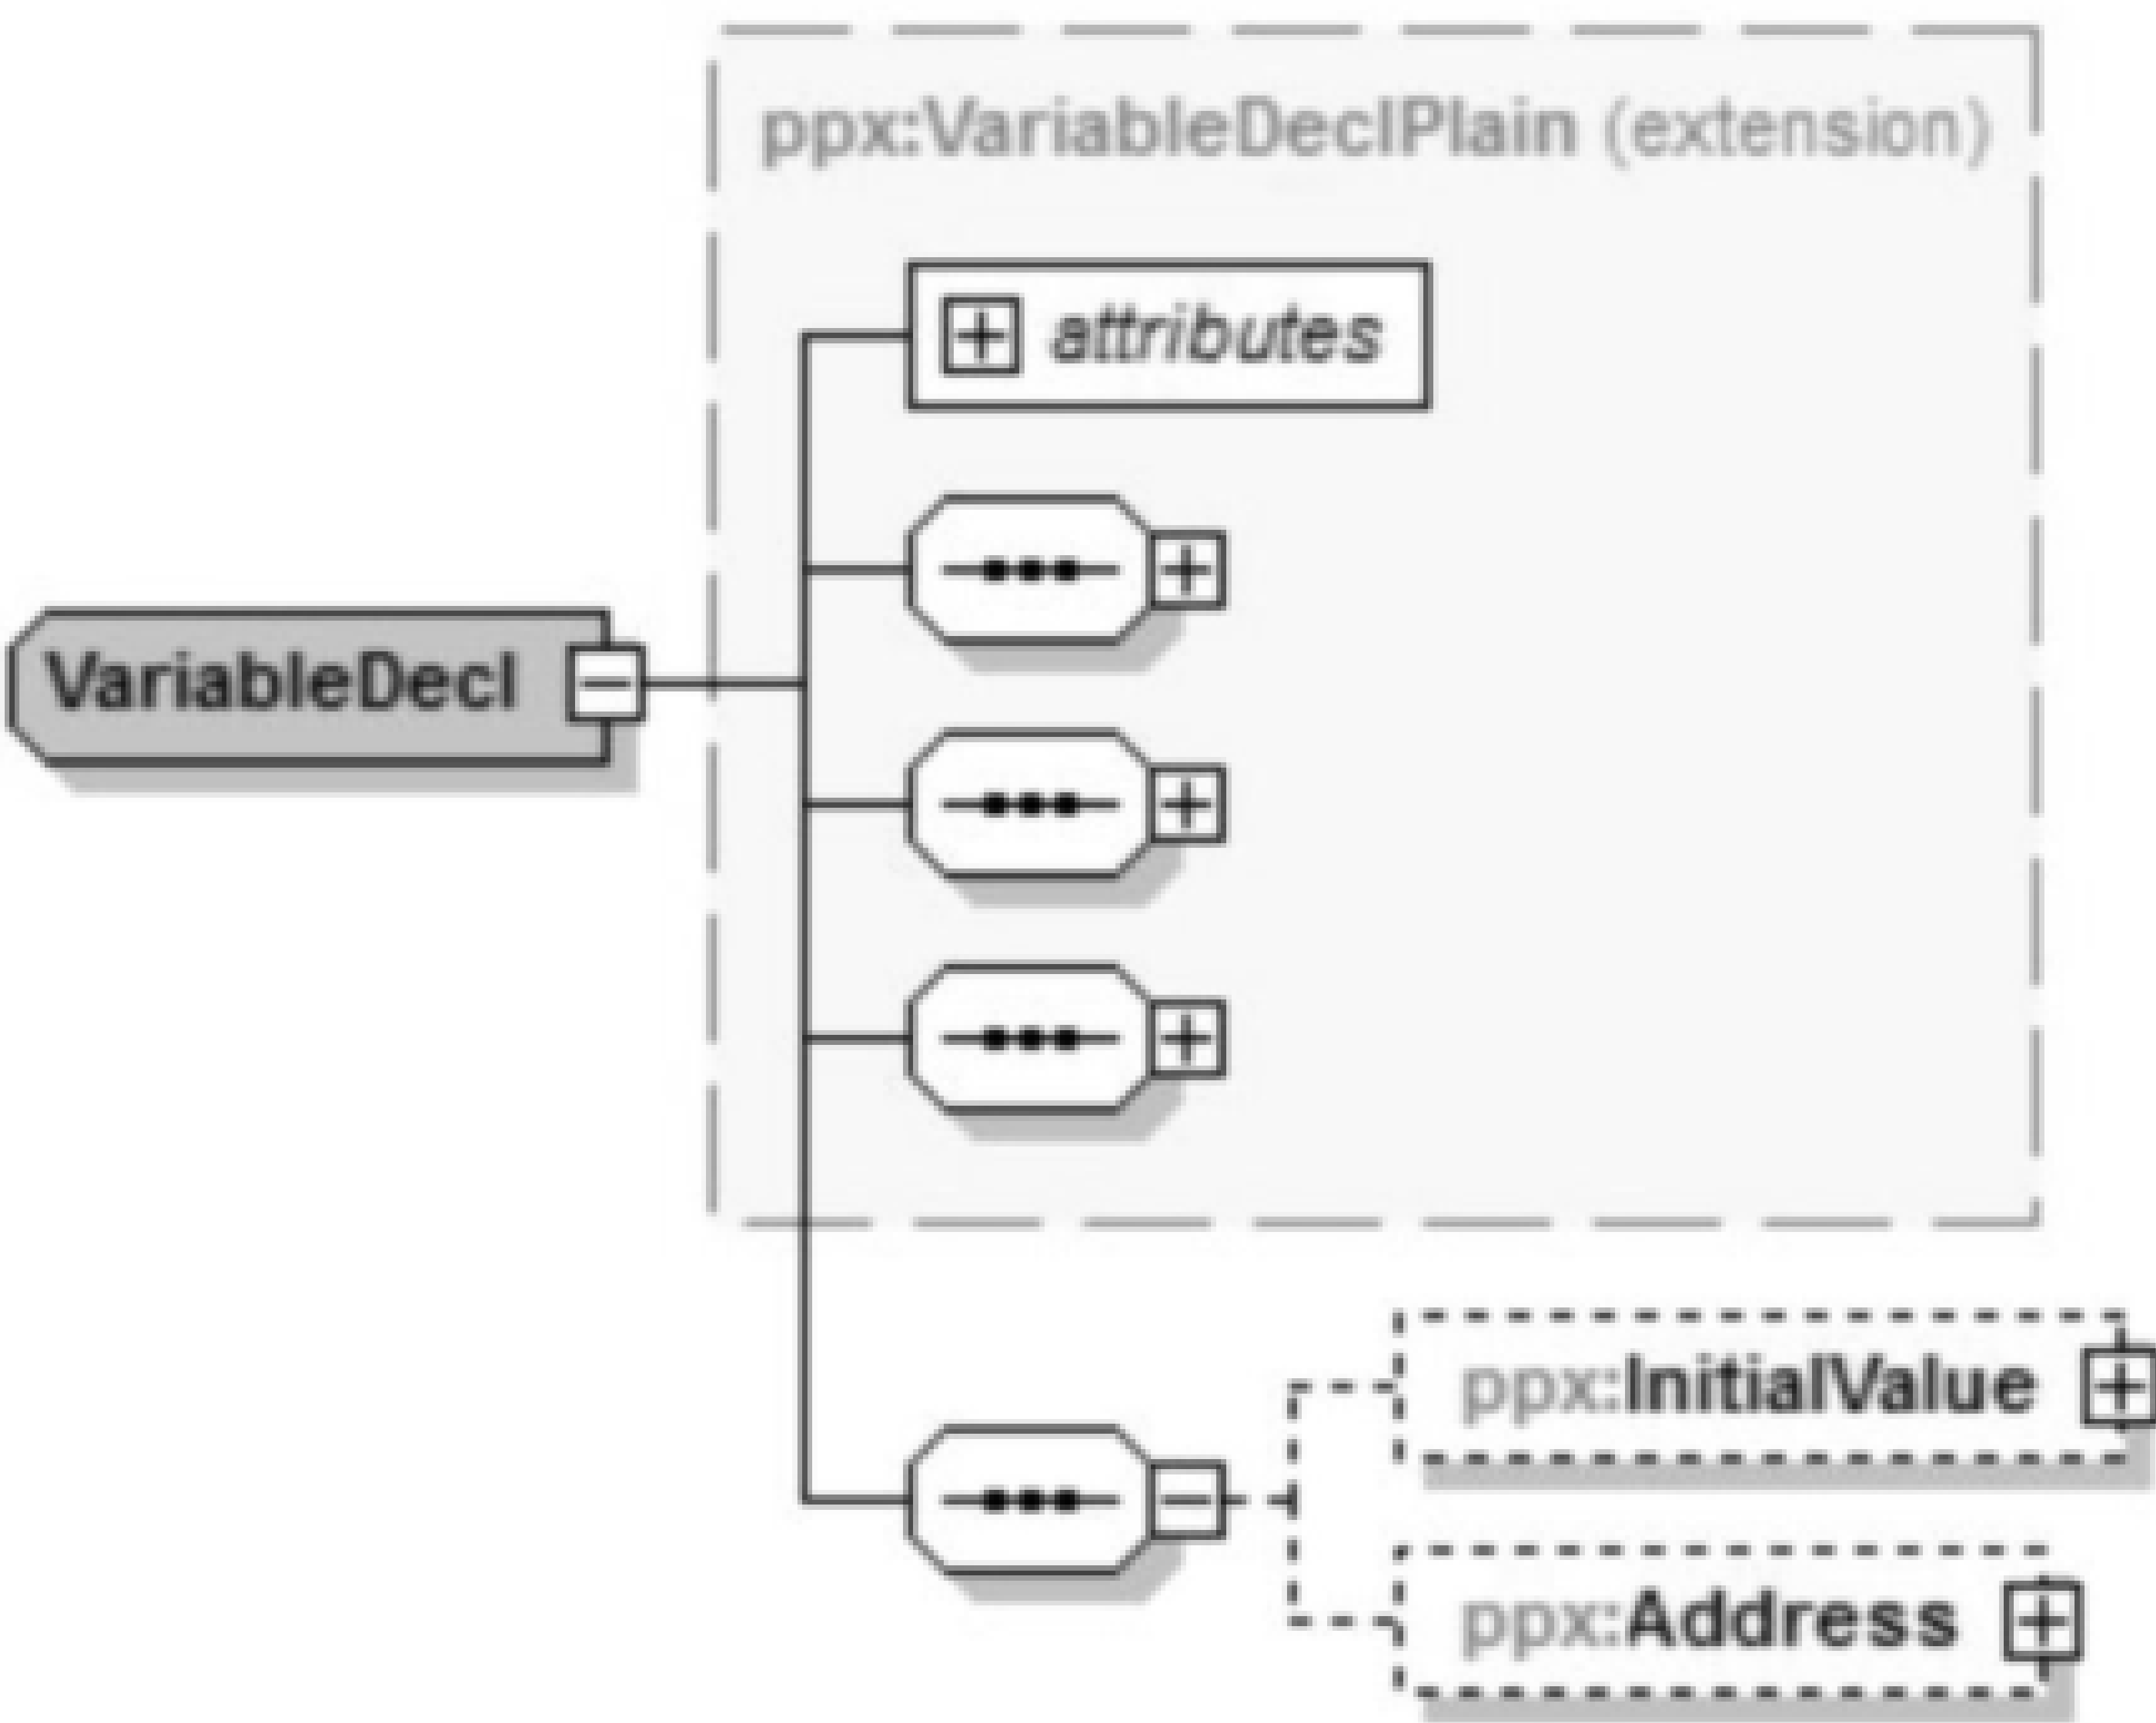 ppx:VariableDeclPlain (extension)
attributes
VariableDecl
ppx:InitialValue
ppx:Address